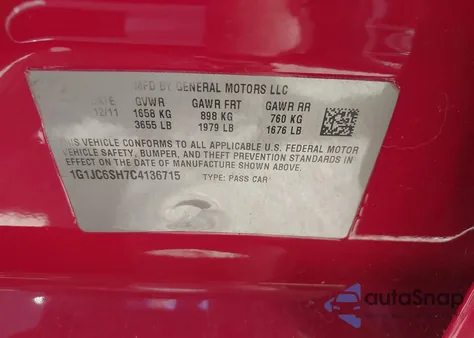 MFD BY GENERAL MOTORS LLC
DATE GVWR GAWR FRT GAWR RR
12/11 1658 KG 898 KG 760 KG
3655 LB 1979 LB 1676 LB
THIS VEHICLE CONFORMS TO ALL APPLICABLE U.S. FEDERAL MOTOR
VEHICLE SAFETY, BUMPER, AND THEFT PREVENTION STANDARDS IN
EFFECT ON THE DATE OF MANUFACTURE SHOWN ABOVE.
1G1JC6SH7C4136715 TYPE: PASS CAR
autoSnap